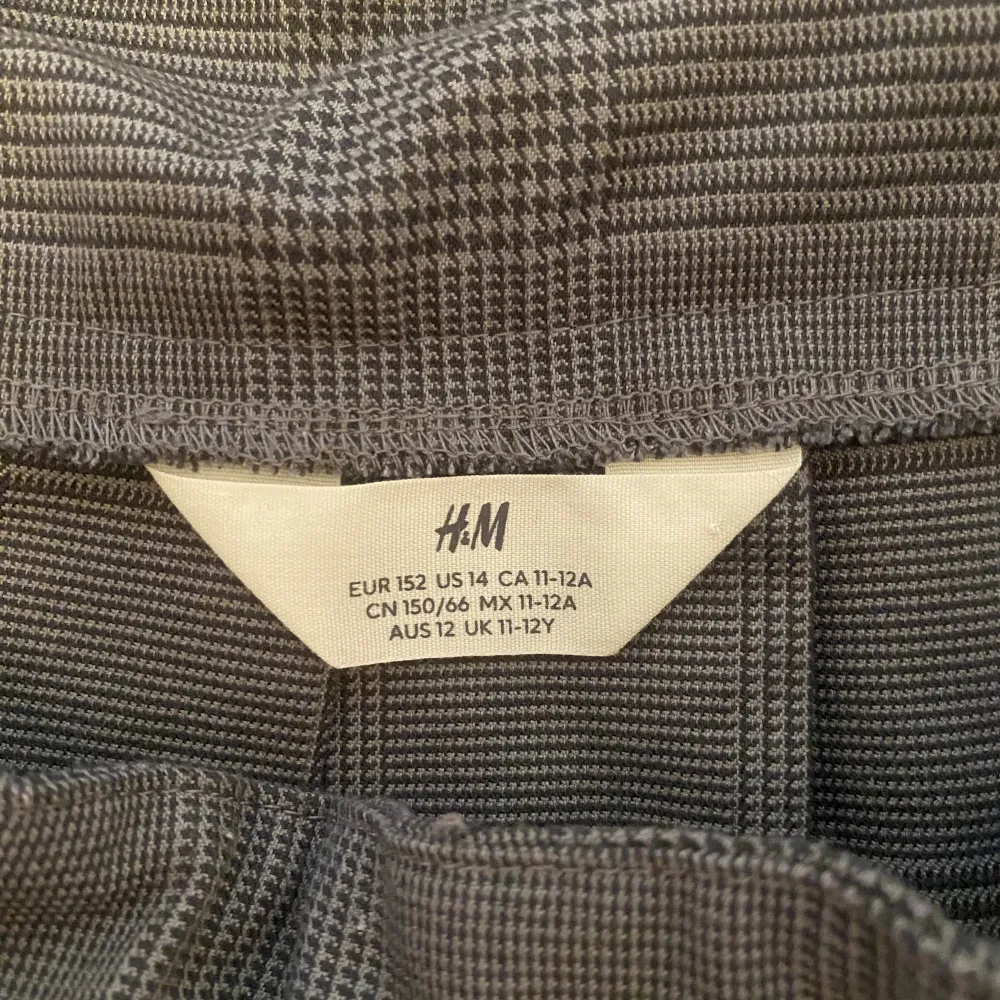 H&M
EUR 152 US 14 CA 11-12A
CN 150/66 MX 11-12A
AUS 12 UK 11-12Y